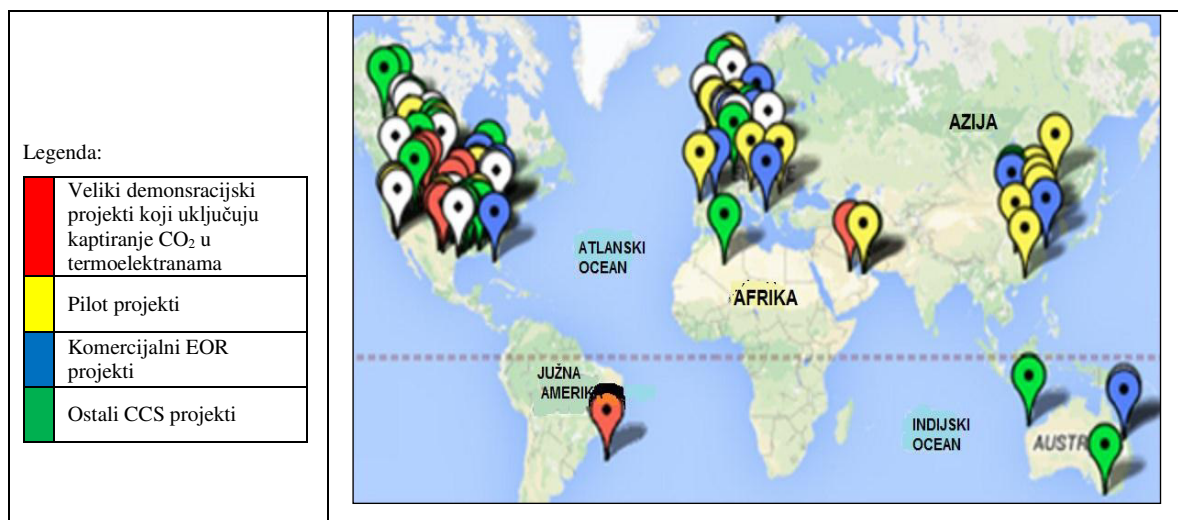 Legenda:
Veliki demonsracijski
projekti koji uključuju
kaptiranje CO₂ u
termoelektranama
Pilot projekti
Komercijalni EOR
projekti
Ostali CCS projekti
AZIJA
ATLANSKI
OCEAN
AFRIKA
JUŽNA
AMERIKA
INDIJSKI
OCEAN